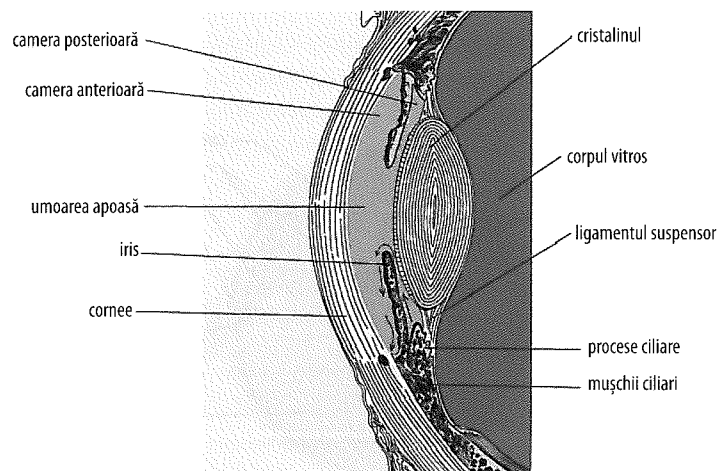 camera posterioară
camera anterioară
umoarea apoasă
iris
cornee
cristalinul
corpul vitros
ligamentul suspensor
procese ciliare
mușchii ciliari